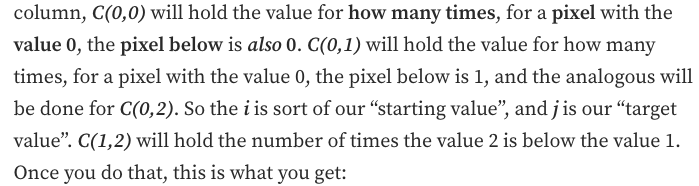 column, C(0,0) will hold the value for how many times, for a pixel with the
value 0, the pixel below is also 0. C(0,1) will hold the value for how many
times, for a pixel with the value 0, the pixel below is 1, and the analogous will
be done for C(0,2). So the i is sort of our “starting value”, and j is our “target
value”. C(1,2) will hold the number of times the value 2 is below the value 1.
Once you do that, this is what you get: